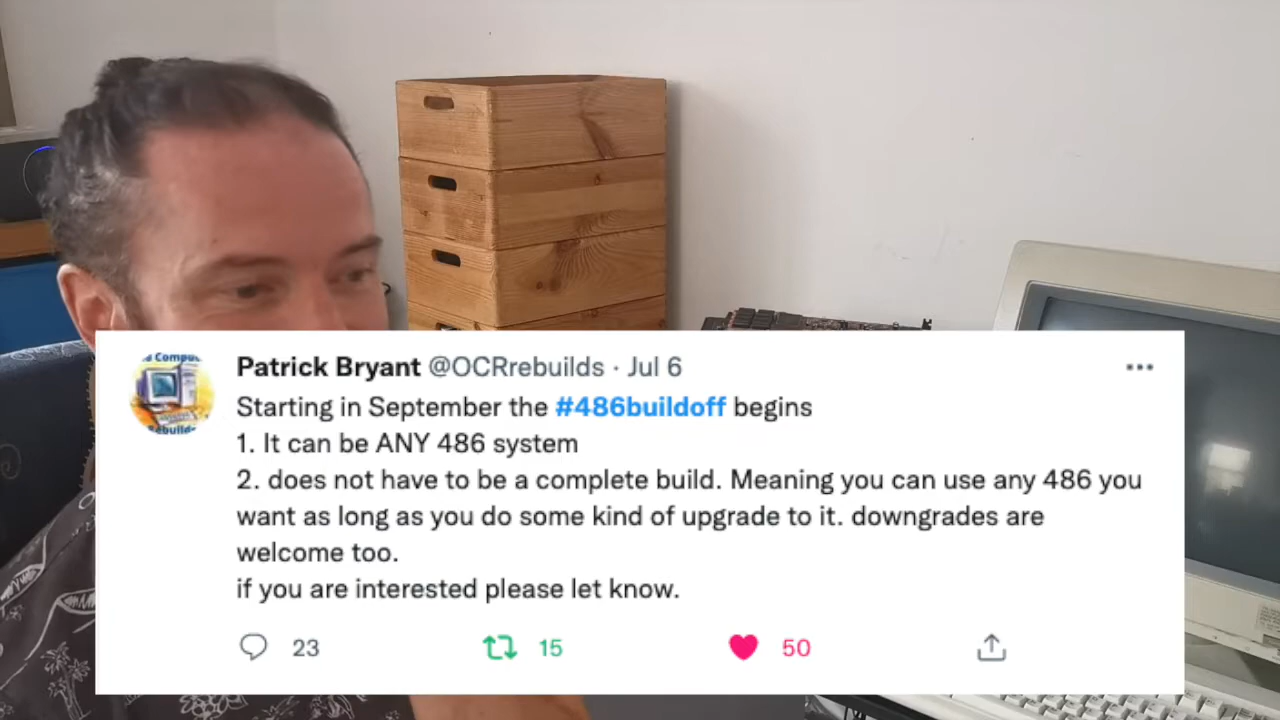 d Compu
ebuild
Patrick Bryant @OCRrebuilds · Jul 6
Starting in September the #486buildoff begins
1. It can be ANY 486 system
2. does not have to be a complete build. Meaning you can use any 486 you
want as long as you do some kind of upgrade to it. downgrades are
welcome too.
if you are interested please let know.
23 15 50